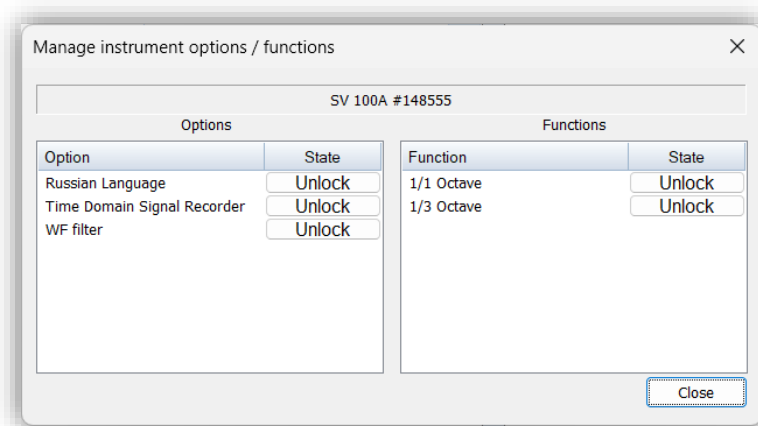 Manage instrument options / functions
SV 100A #148555
Options
Functions
Option State
Russian Language Unlock
Time Domain Signal Recorder Unlock
WF filter Unlock
Function State
1/1 Octave Unlock
1/3 Octave Unlock
Close